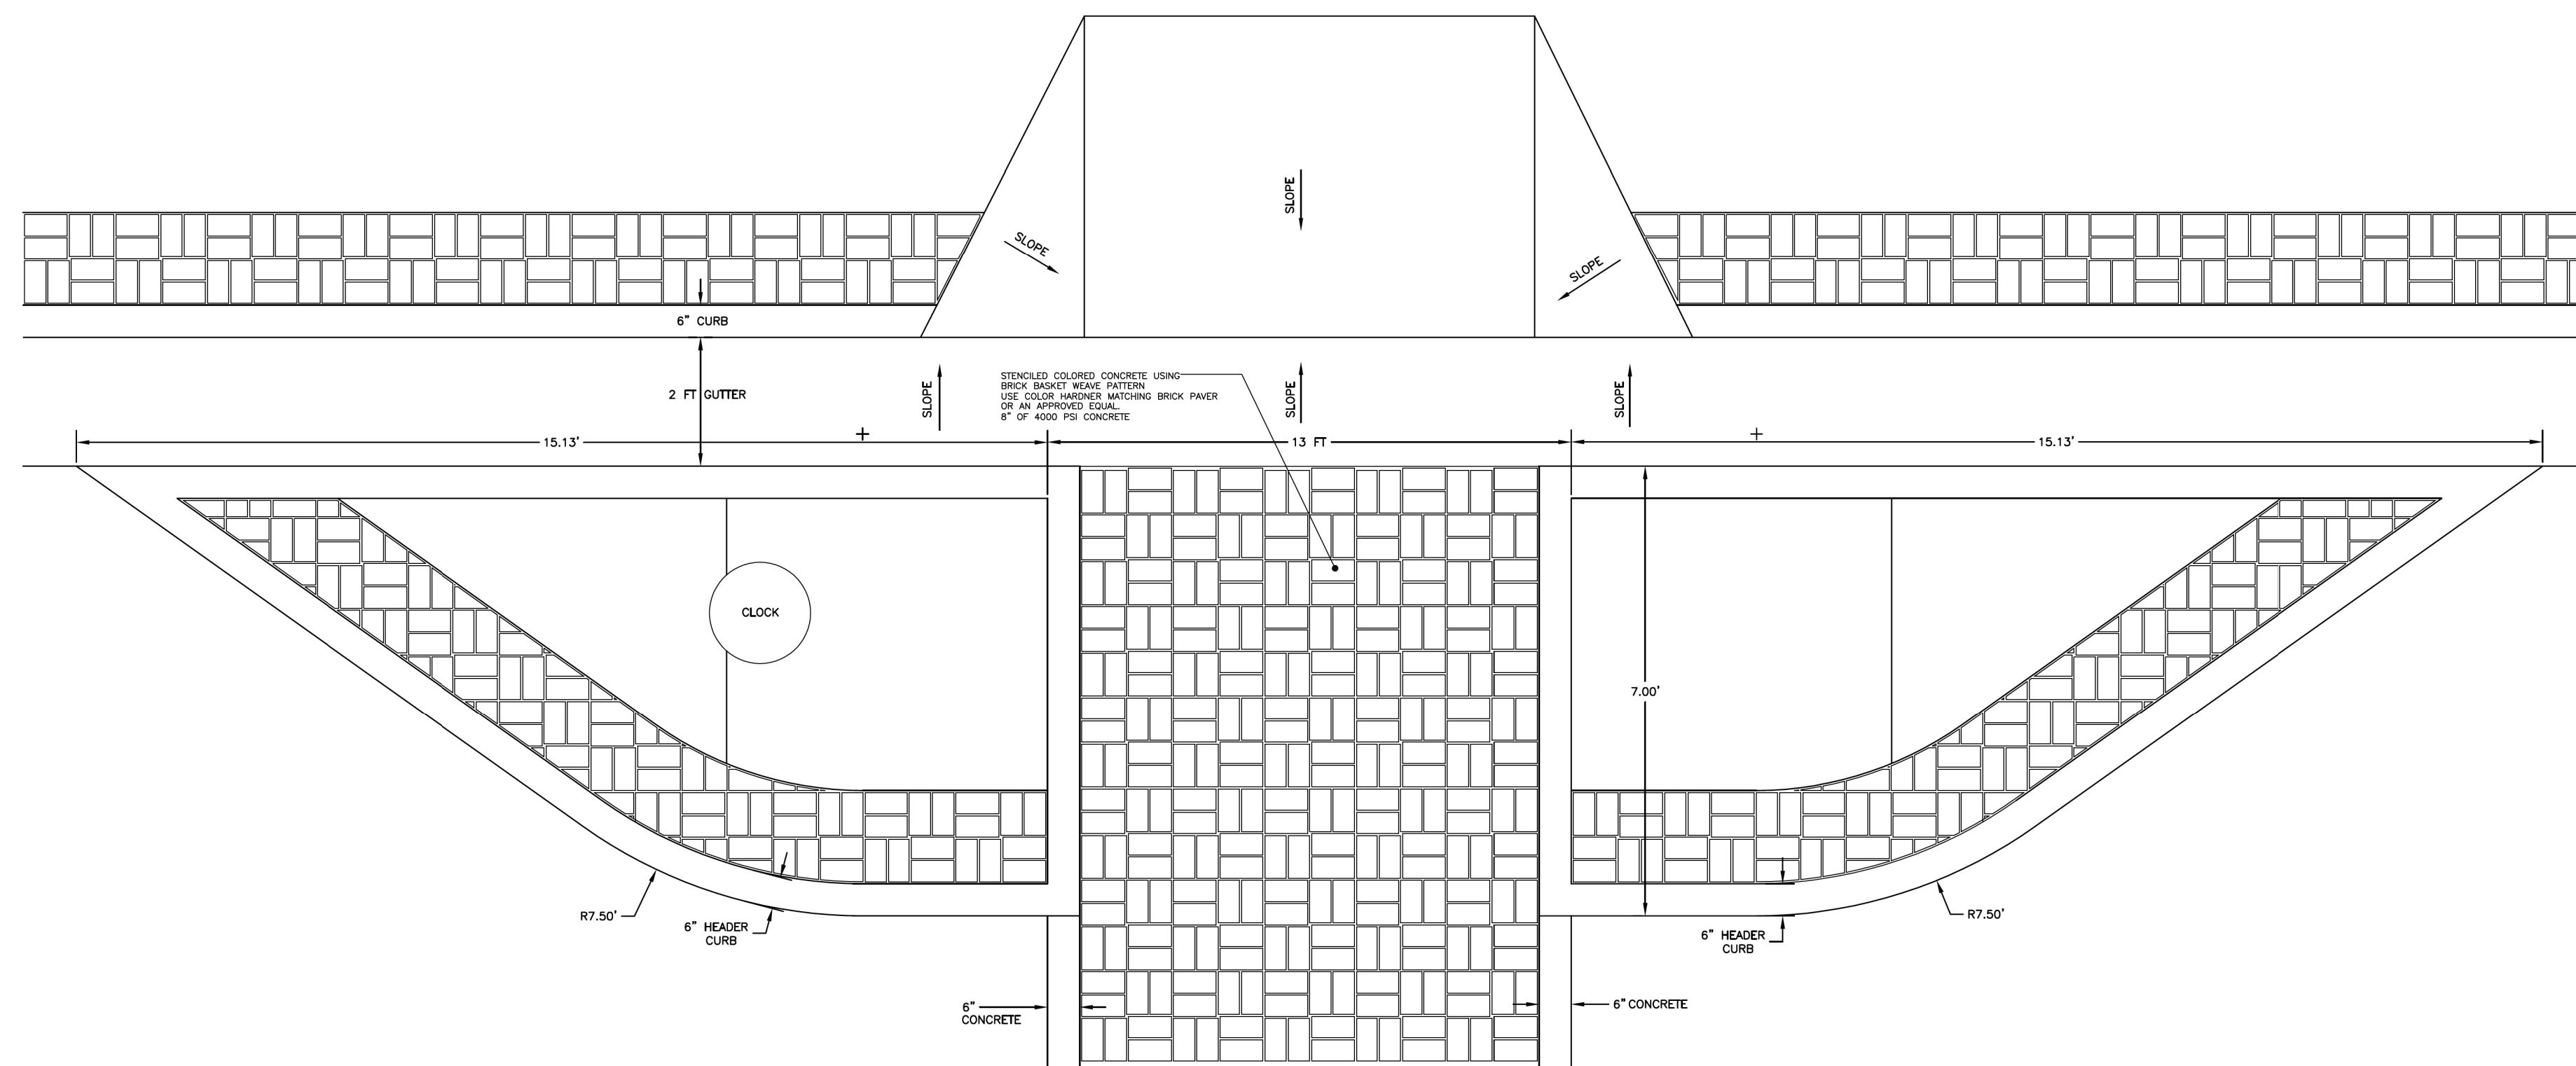 SLOPE
SLOPE
SLOPE
6" CURB
2 FT GUTTER
SLOPE
STENCILED COLORED CONCRETE USING
BRICK BASKET WEAVE PATTERN
USE COLOR HARDNER MATCHING BRICK PAVER
OR AN APPROVED EQUAL.
8" OF 4000 PSI CONCRETE
SLOPE
SLOPE
15.13'
13 FT
15.13'
CLOCK
7.00'
R7.50'
6" HEADER
CURB
6" HEADER
CURB
R7.50'
6"
CONCRETE
6" CONCRETE